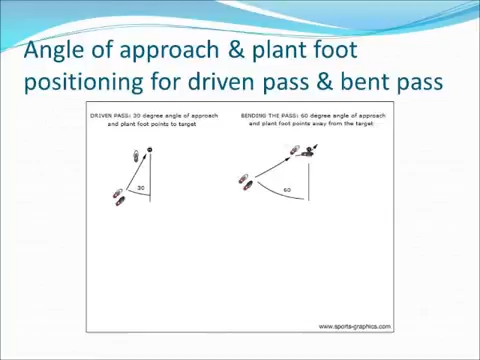 Angle of approach & plant foot
positioning for driven pass & bent pass
DRIVEN PASS: 30 degree angle of approach
and plant foot points to target
BENDING THE PASS: 60 degree angle of approach
and plant foot points away from the target
30
60
www.sports-graphics.com